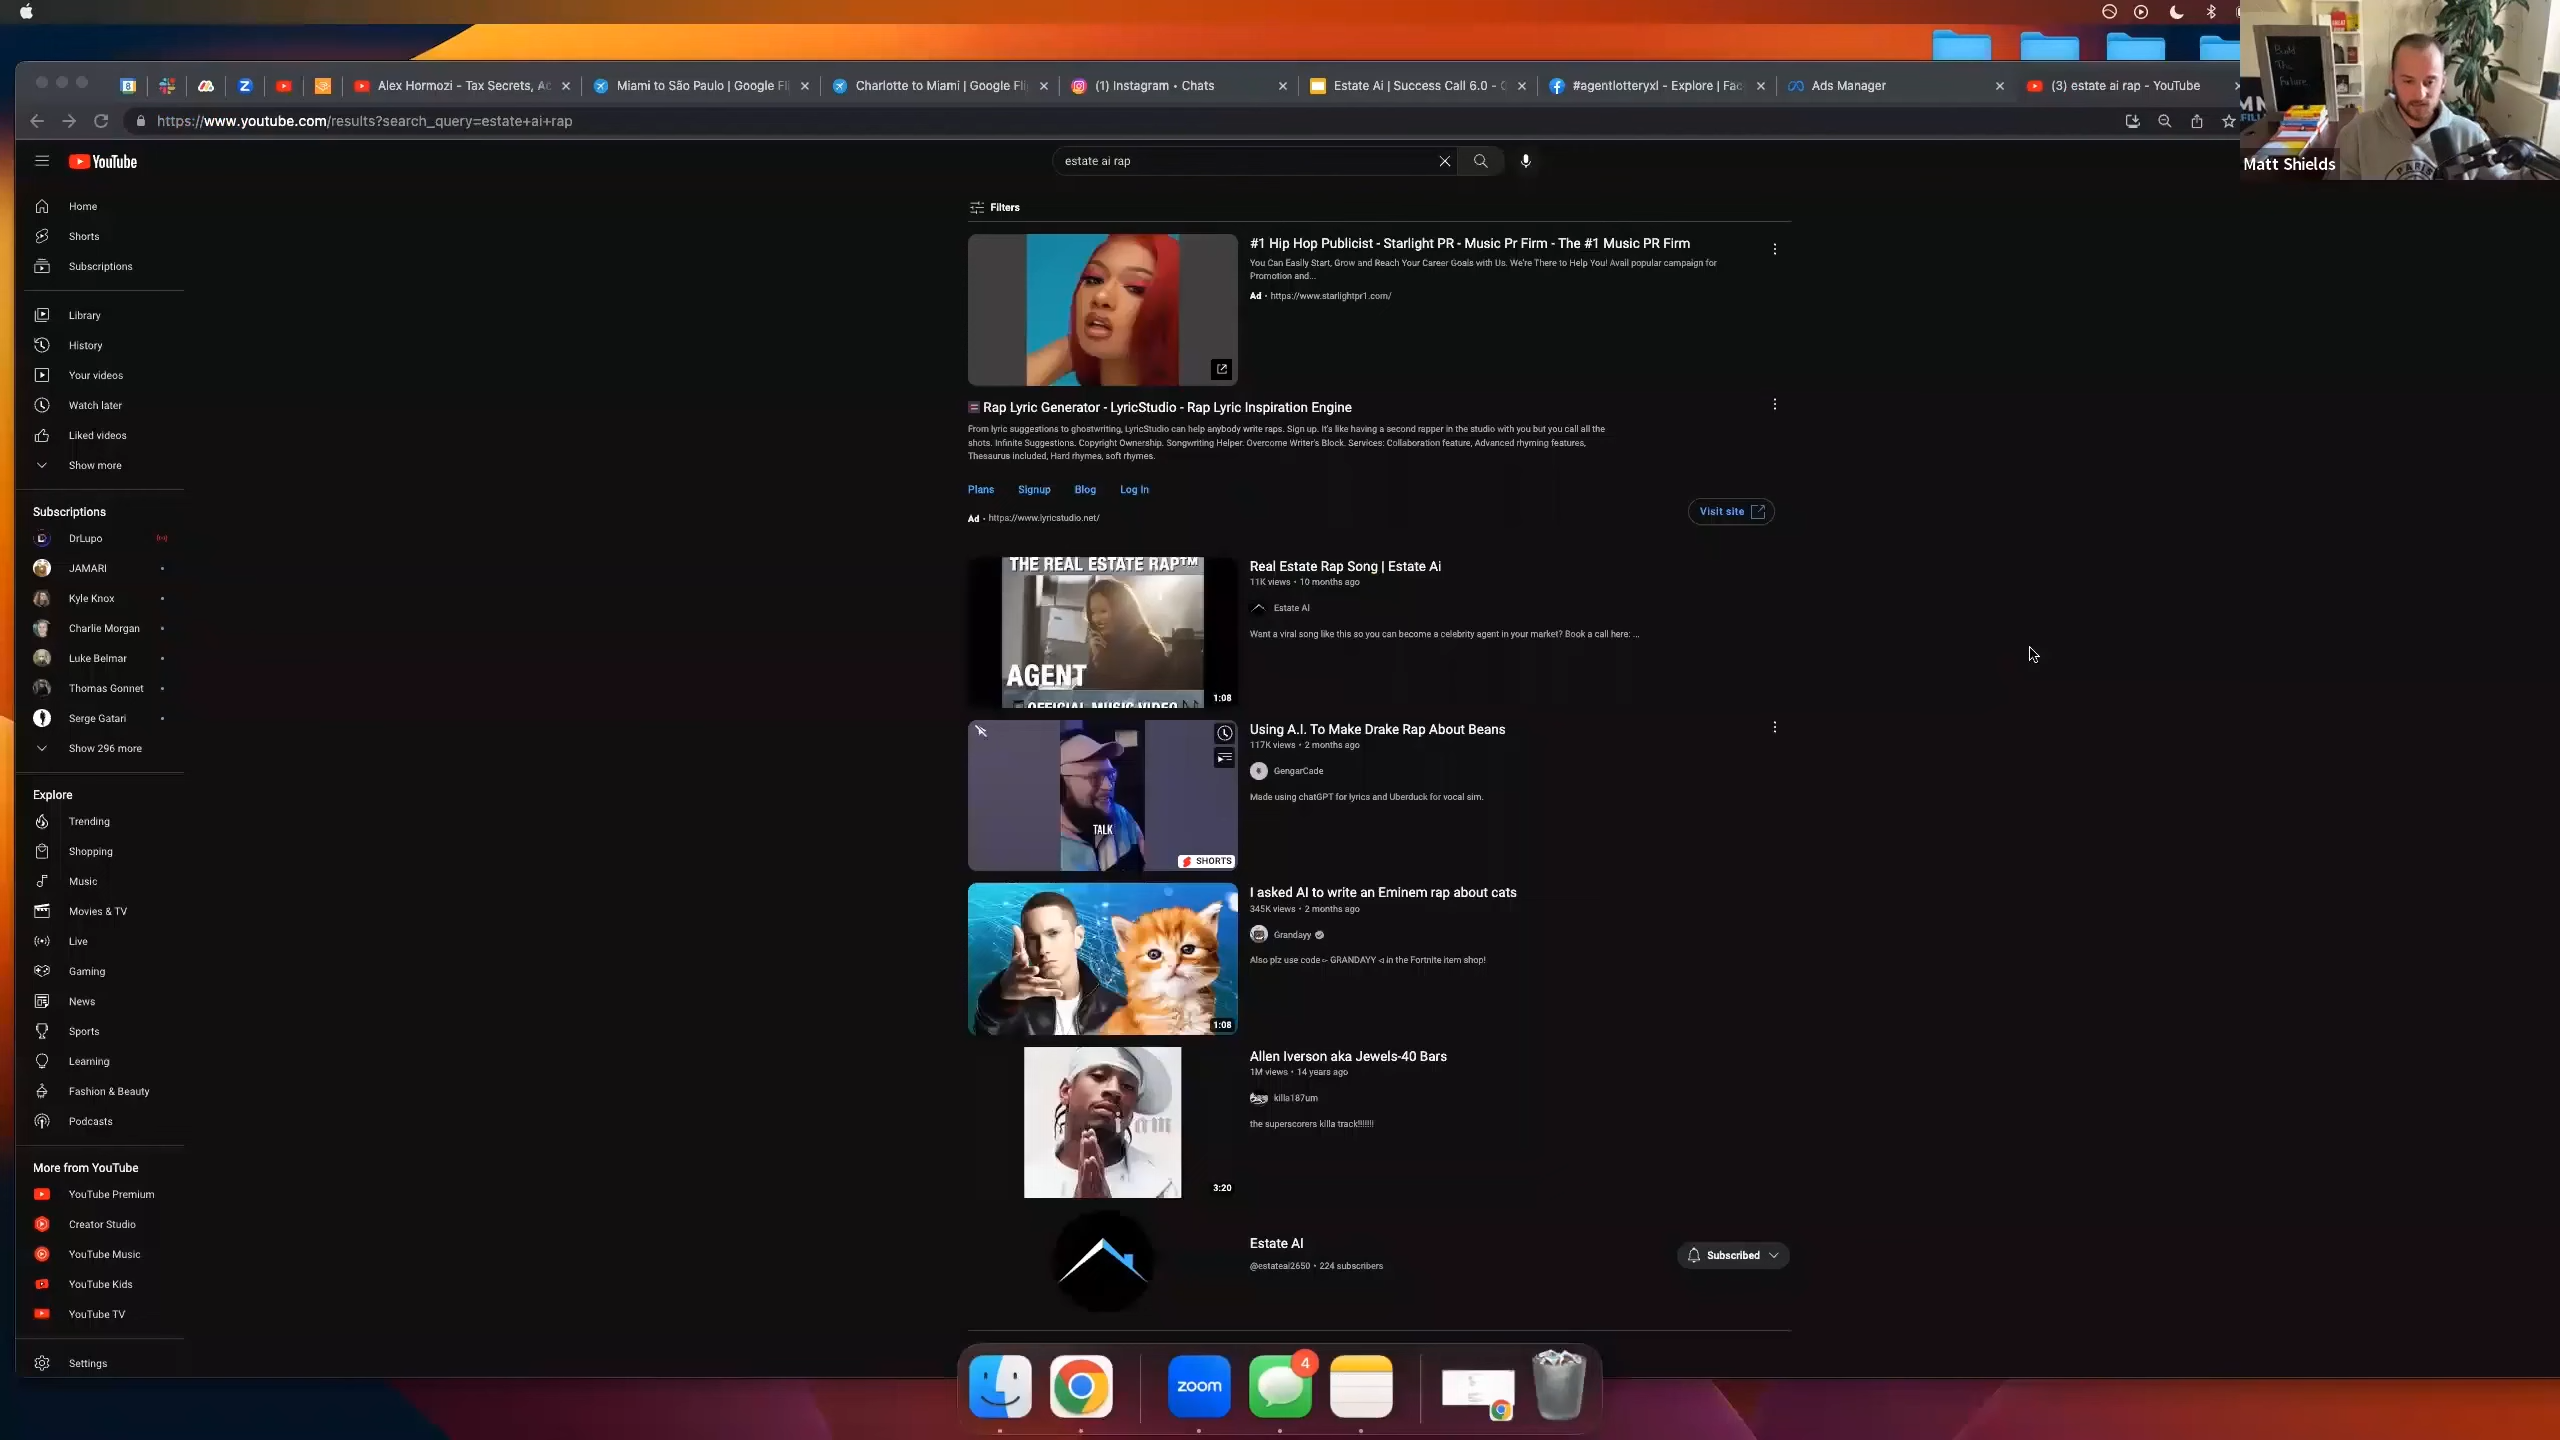 Alex Hormozi - Tax Secrets, Ac
Miami to São Paulo | Google Fli
Charlotte to Miami | Google Fli
(1) Instagram • Chats
Estate Ai | Success Call 6.0 - G
#agentlotteryxl - Explore | Fac
Ads Manager
(3) estate ai rap - YouTube
https://www.youtube.com/results?search_query=estate+ai+rap
Build
The
Future
Matt Shields
YouTube
estate ai rap
Home
Shorts
Subscriptions
Library
History
Your videos
Watch later
Liked videos
Show more
Subscriptions
DrLupo
JAMARI
Kyle Knox
Charlie Morgan
Luke Belmar
Thomas Gonnet
Serge Gatari
Show 296 more
Explore
Trending
Shopping
Music
Movies & TV
Live
Gaming
News
Sports
Learning
Fashion & Beauty
Podcasts
More from YouTube
YouTube Premium
Creator Studio
YouTube Music
YouTube Kids
YouTube TV
Settings
Filters
#1 Hip Hop Publicist - Starlight PR - Music Pr Firm - The #1 Music PR Firm
You Can Easily Start, Grow and Reach Your Career Goals with Us. We're There to Help You! Avail popular campaign for
Promotion and...
Ad • https://www.starlightpr1.com/
Rap Lyric Generator - LyricStudio - Rap Lyric Inspiration Engine
From lyric suggestions to ghostwriting, LyricStudio can help anybody write raps. Sign up. It's like having a second rapper in the studio with you but you call all the
shots. Infinite Suggestions. Copyright Ownership. Songwriting Helper. Overcome Writer's Block. Services: Collaboration feature, Advanced rhyming features,
Thesaurus included, Hard rhymes, soft rhymes.
Plans Signup Blog Log In
Ad • https://www.lyricstudio.net/
Visit site
THE REAL ESTATE RAP™
AGENT
OFFICIAL MUSIC VIDEO
1:08
Real Estate Rap Song | Estate Ai
11K views • 10 months ago
Estate AI
Want a viral song like this so you can become a celebrity agent in your market? Book a call here: ...
TALK
SHORTS
Using A.I. To Make Drake Rap About Beans
117K views • 2 months ago
GengarCade
Made using chatGPT for lyrics and Uberduck for vocal sim.
1:08
I asked AI to write an Eminem rap about cats
345K views • 2 months ago
Grandayy
Also plz use code ▻ GRANDAYY ◅ in the Fortnite item shop!
i am
3:20
Allen Iverson aka Jewels-40 Bars
1M views • 14 years ago
killa187um
the superscorers killa track!!!!!!!
Estate AI
@estateai2650 • 224 subscribers
Subscribed
zoom
4